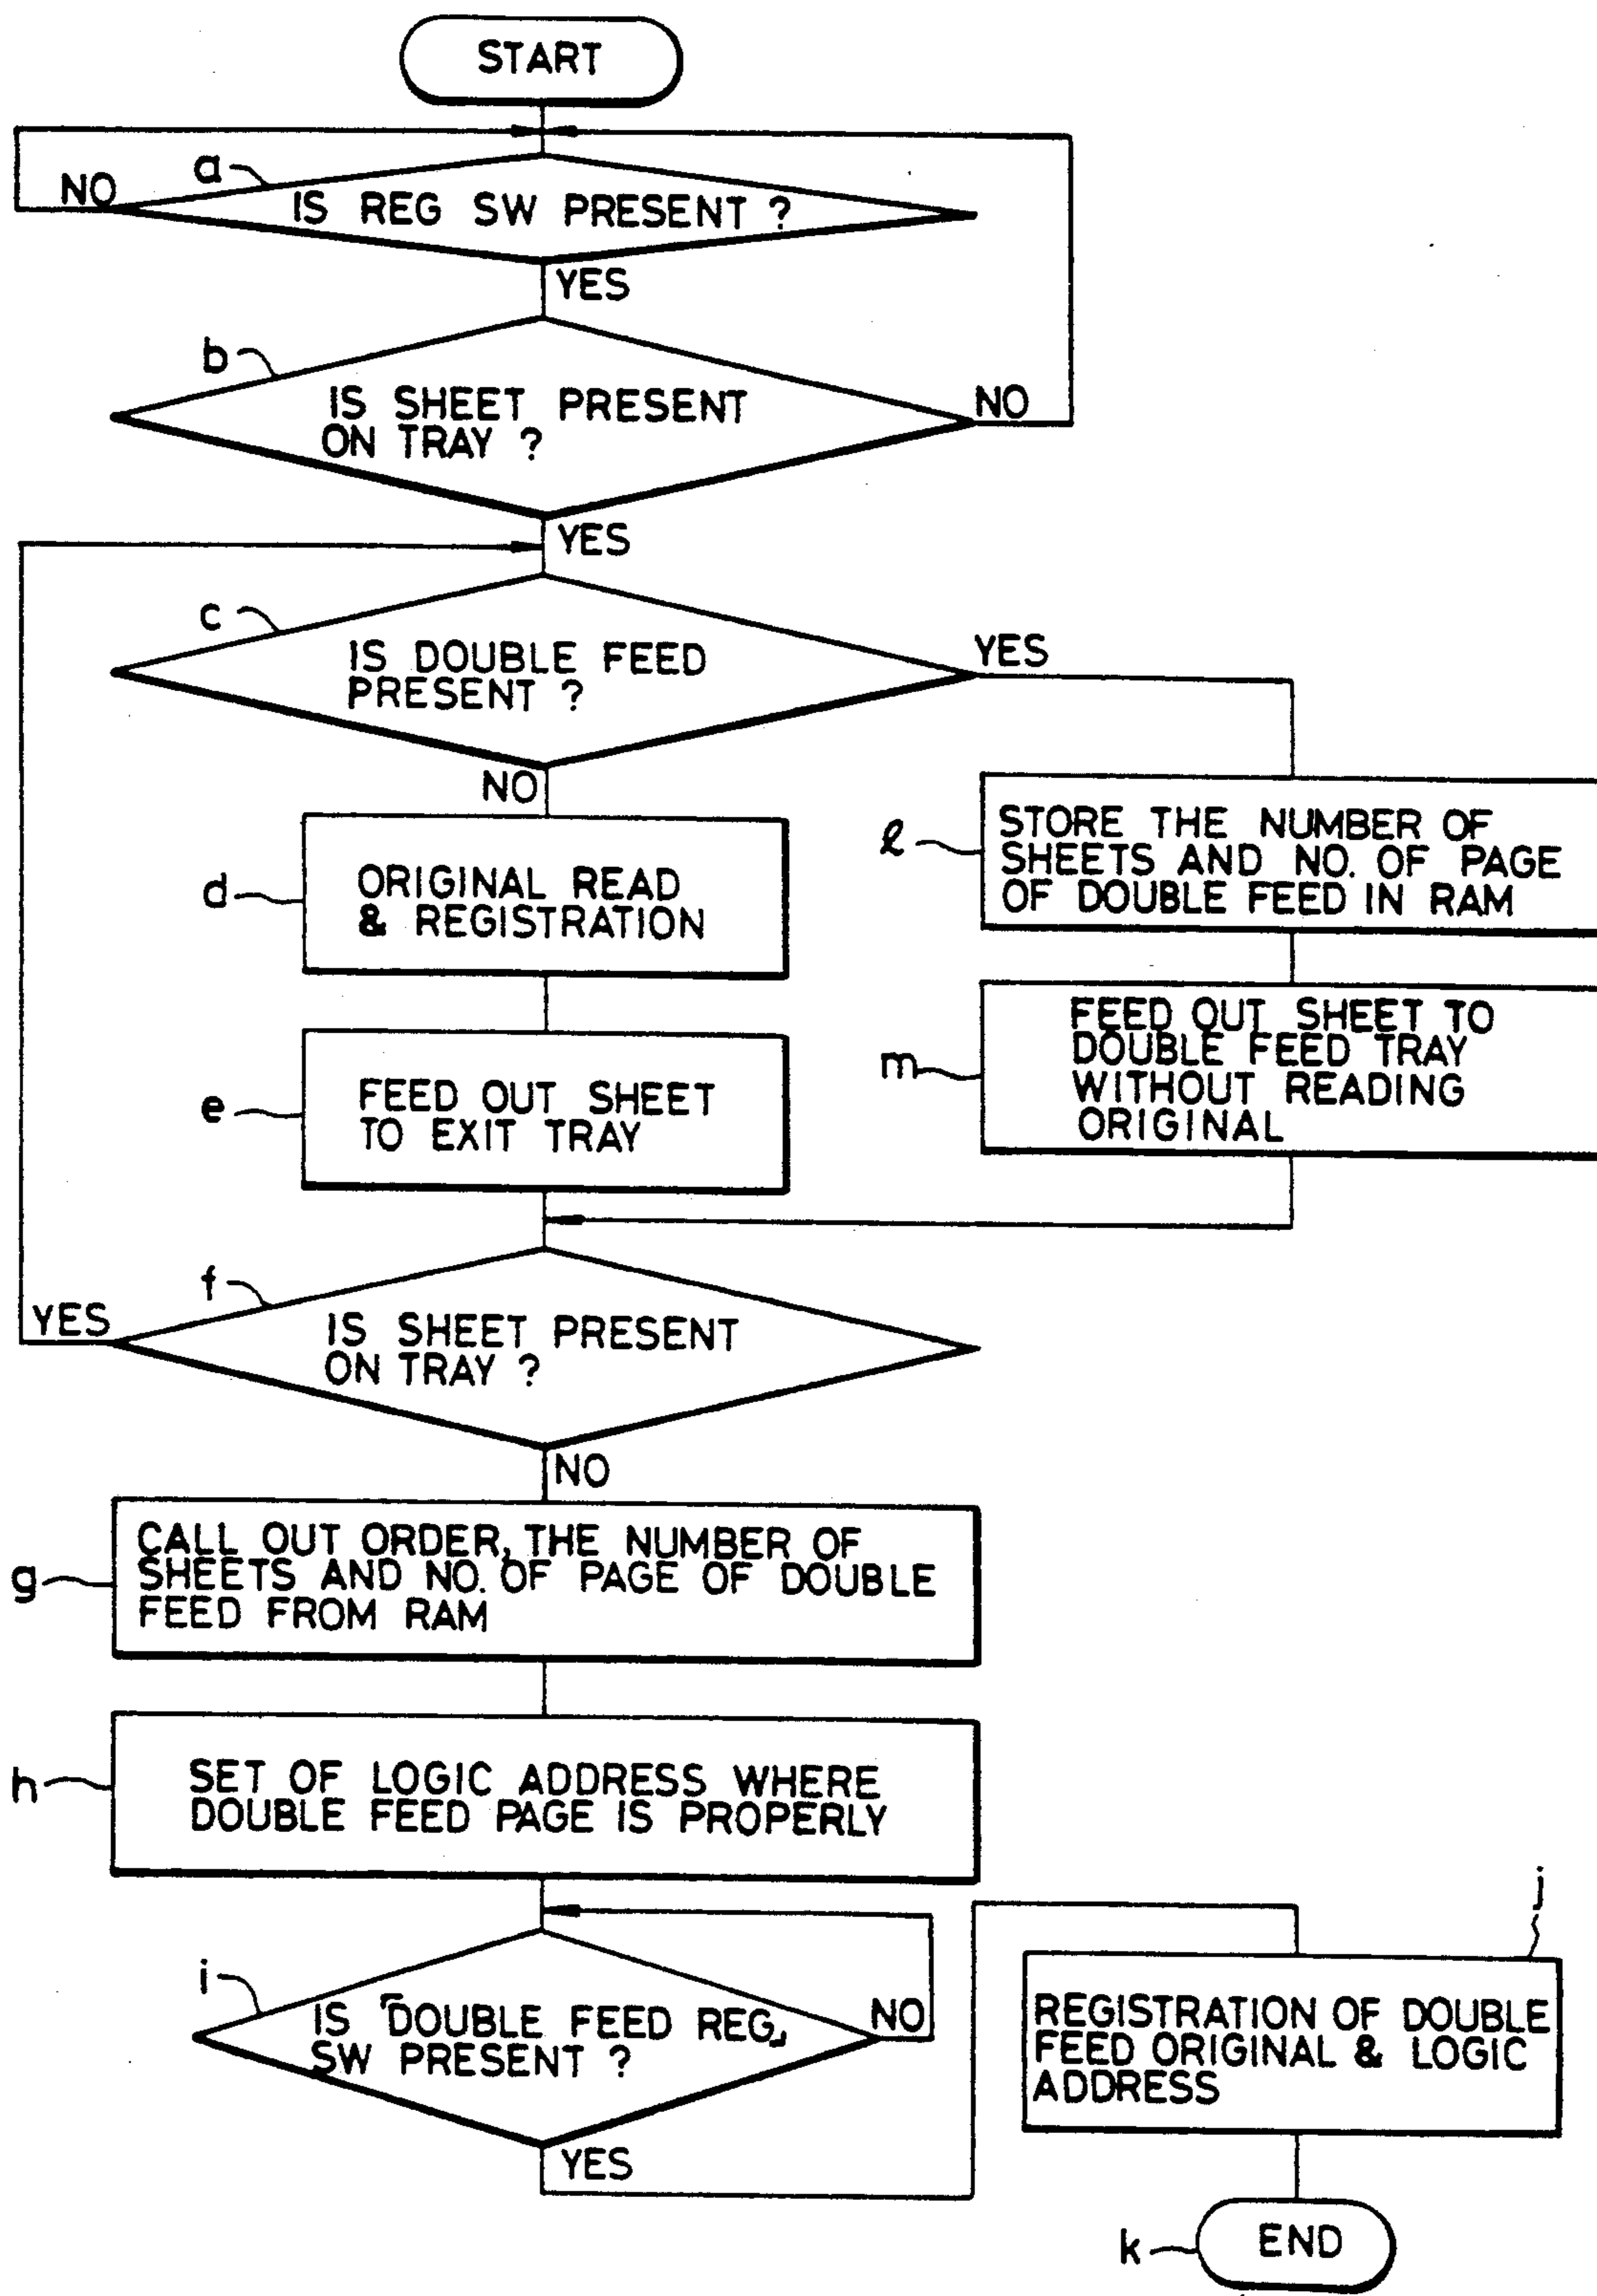 START
a
NO
IS REG SW PRESENT ?
YES
b
IS SHEET PRESENT
ON TRAY ?
NO
YES
c
IS DOUBLE FEED
PRESENT ?
YES
NO
d
ORIGINAL READ
& REGISTRATION
ℓ
STORE THE NUMBER OF
SHEETS AND NO. OF PAGE
OF DOUBLE FEED IN RAM
e
FEED OUT SHEET
TO EXIT TRAY
m
FEED OUT SHEET TO
DOUBLE FEED TRAY
WITHOUT READING
ORIGINAL
f
YES
IS SHEET PRESENT
ON TRAY ?
NO
g
CALL OUT ORDER, THE NUMBER OF
SHEETS AND NO. OF PAGE OF DOUBLE
FEED FROM RAM
h
SET OF LOGIC ADDRESS WHERE
DOUBLE FEED PAGE IS PROPERLY
i
IS 「DOUBLE FEED REG」
SW PRESENT ?
NO
YES
j
REGISTRATION OF DOUBLE
FEED ORIGINAL & LOGIC
ADDRESS
k
END